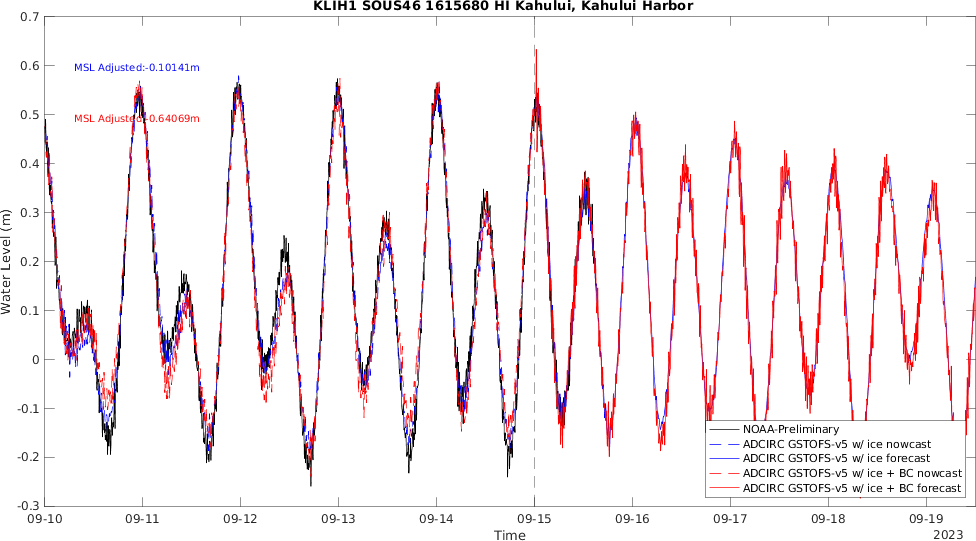 KLIH1 SOUS46 1615680 HI Kahului, Kahului Harbor
0.7
0.6
0.5
0.4
0.3
0.2
0.1
0
-0.1
-0.2
-0.3
Water Level (m)
MSL Adjusted:-0.10141m
MSL Adjusted:-0.64069m
NOAA-Preliminary
ADCIRC GSTOFS-v5 w/ ice nowcast
ADCIRC GSTOFS-v5 w/ ice forecast
ADCIRC GSTOFS-v5 w/ ice + BC nowcast
ADCIRC GSTOFS-v5 w/ ice + BC forecast
09-10 09-11 09-12 09-13 09-14 09-15 09-16 09-17 09-18 09-19
Time
2023